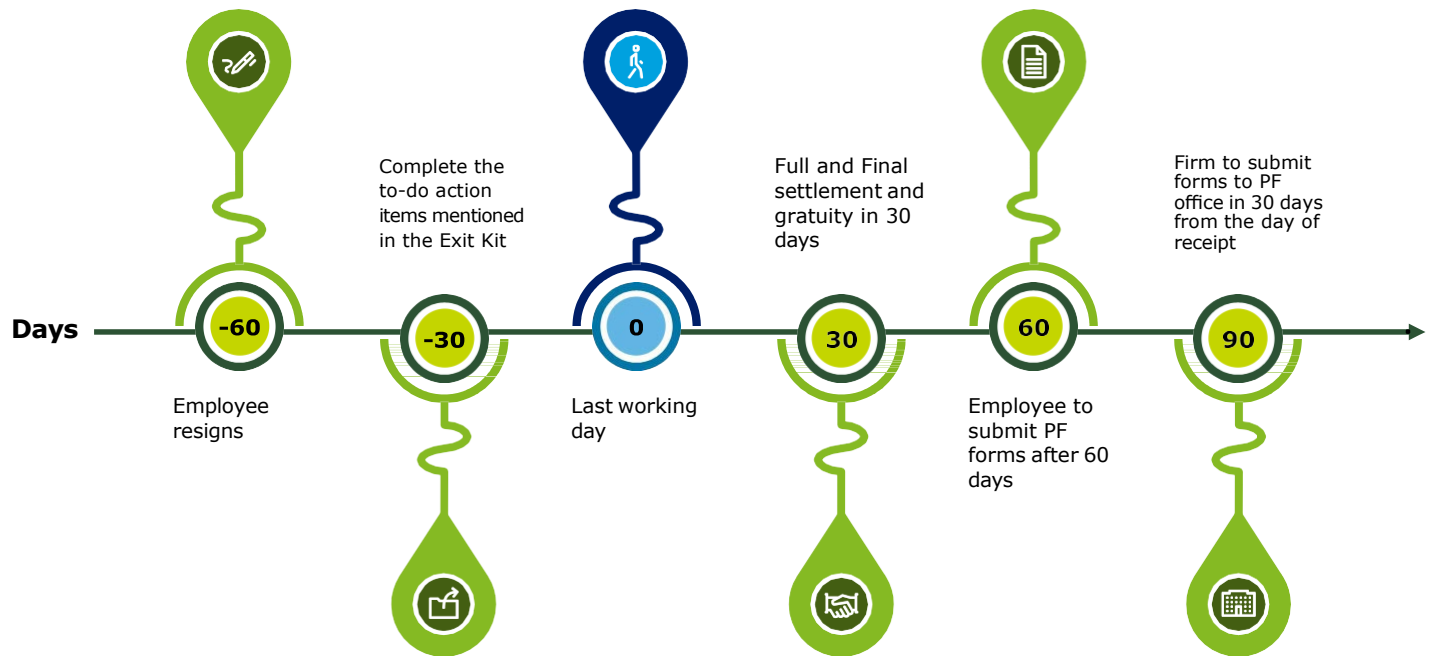 Complete the
to-do action
items mentioned
in the Exit Kit
Full and Final
settlement and
gratuity in 30
days
Firm to submit
forms to PF
office in 30 days
from the day of
receipt
Days
-60
-30
0
30
60
90
Employee
resigns
Last working
day
Employee to
submit PF
forms after 60
days